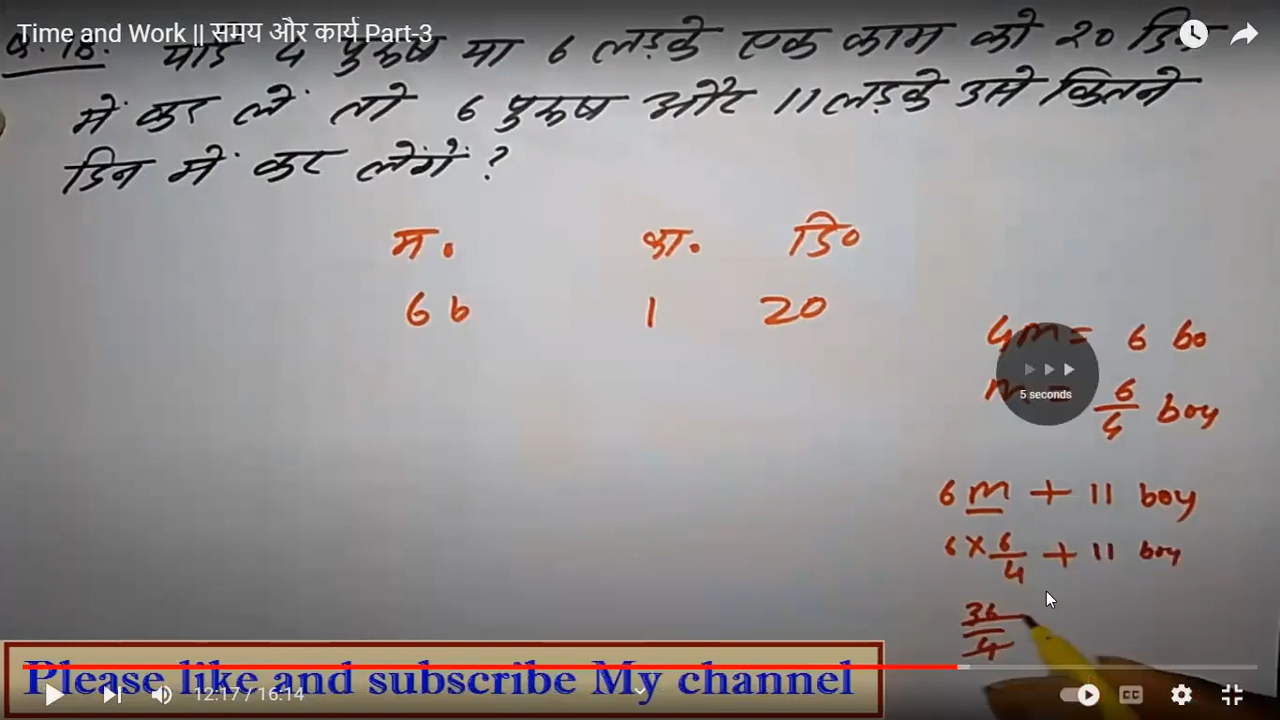 Time and Work || समय और कार्य Part-3
Q. 18. यदि 4 पुरुष या 6 लड़के एक काम को 20 दिन
में कर लें तो 6 पुरुष और 11 लड़के उसे कितने
दिन में कर लेंगें ?
म. का. दि०
6 b 1 20
4m = 6 bo
m = 6/4 boy
5 seconds
6 m + 11 boy
6 × 6/4 + 11 boy
36/4
Please like and subscribe My channel
12:17 / 16:14
CC